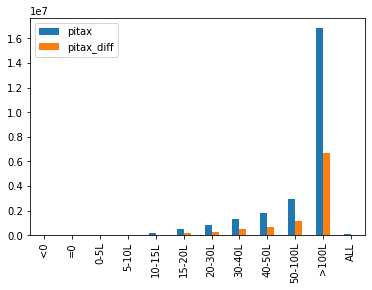 1e7
pitax
pitax_diff
1.6
1.4
1.2
1.0
0.8
0.6
0.4
0.2
0.0
<0
=0
0-5L
5-10L
10-15L
15-20L
20-30L
30-40L
40-50L
50-100L
>100L
ALL